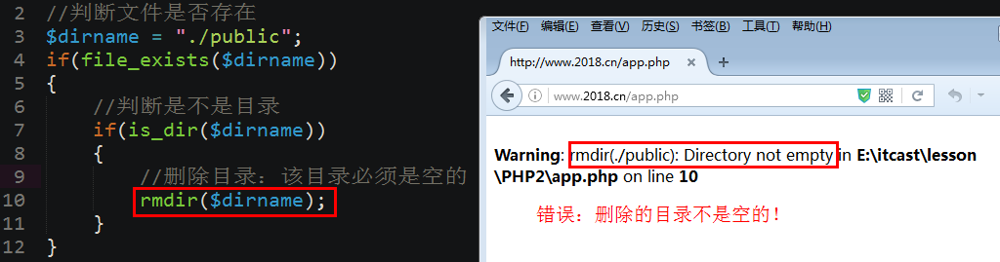 2 //判断文件是否存在
3 $dirname = "./public";
4 if(file_exists($dirname))
5 {
6 //判断是不是目录
7 if(is_dir($dirname))
8 {
9 //删除目录：该目录必须是空的
10 rmdir($dirname);
11 }
12 }
文件(F) 编辑(E) 查看(V) 历史(S) 书签(B) 工具(T) 帮助(H)
http://www.2018.cn/app.php × +
www.2018.cn/app.php
Warning: rmdir(./public): Directory not empty in E:\itcast\lesson
\PHP2\app.php on line 10
错误：删除的目录不是空的！